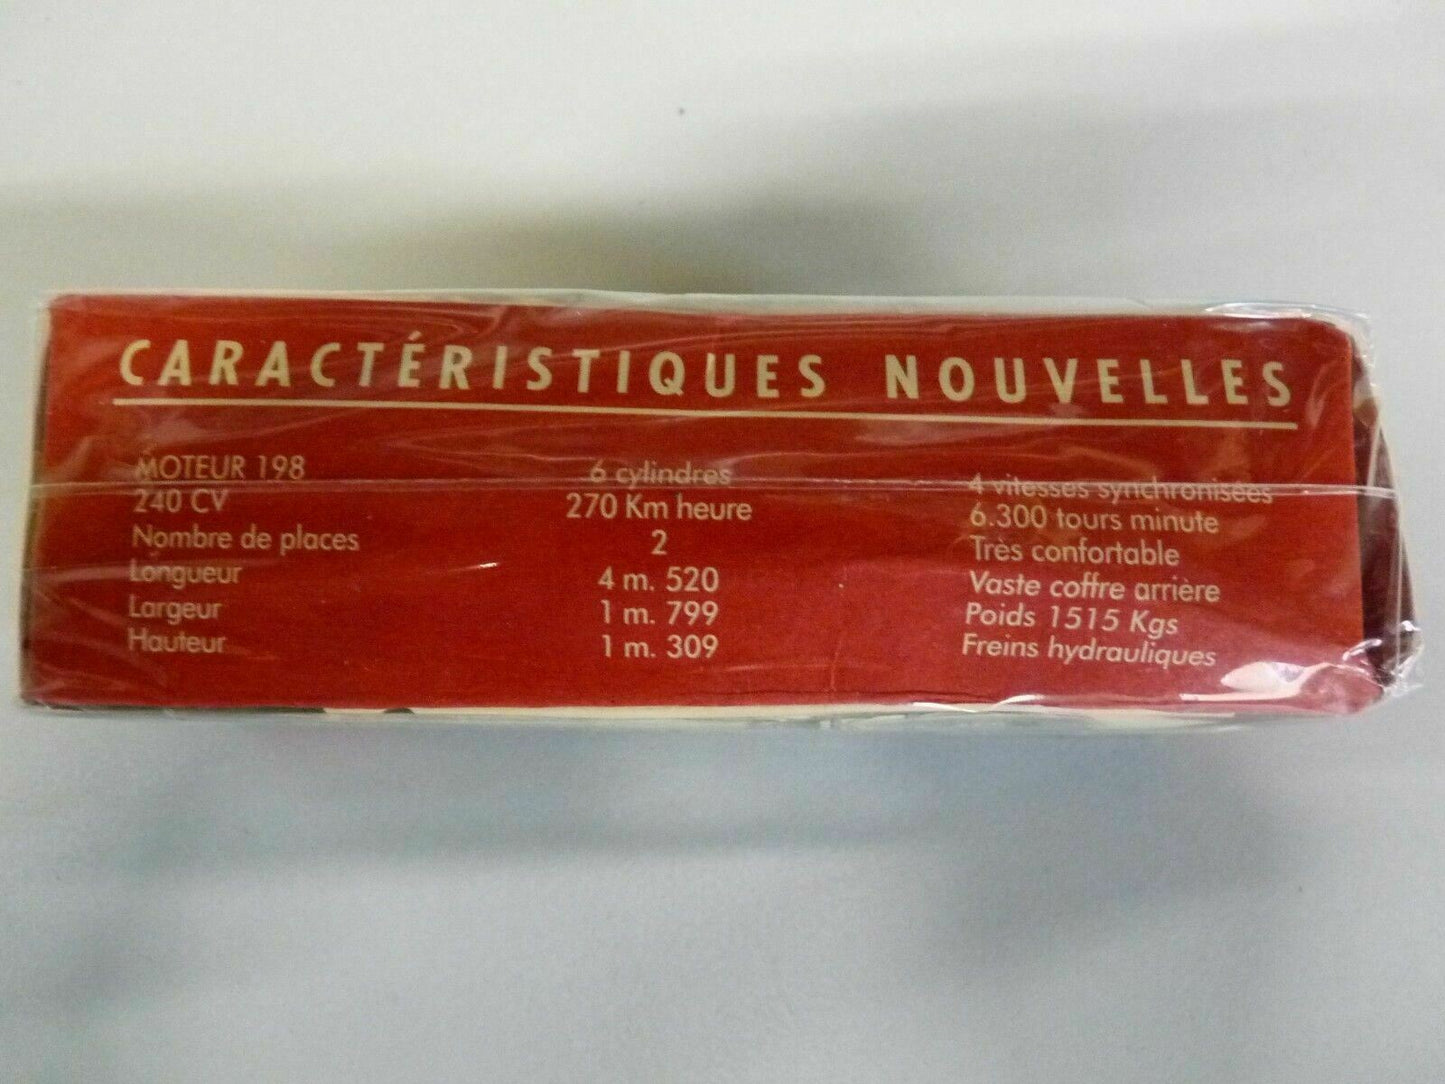 CARACTÉRISTIQUES NOUVELLES
MOTEUR 198 6 cylindres 4 vitesses synchronisées
240 CV 270 Km heure 6.300 tours minute
Nombre de places 2 Très confortable
Longueur 4 m. 520 Vaste coffre arrière
Largeur 1 m. 799 Poids 1515 Kgs
Hauteur 1 m. 309 Freins hydrauliques